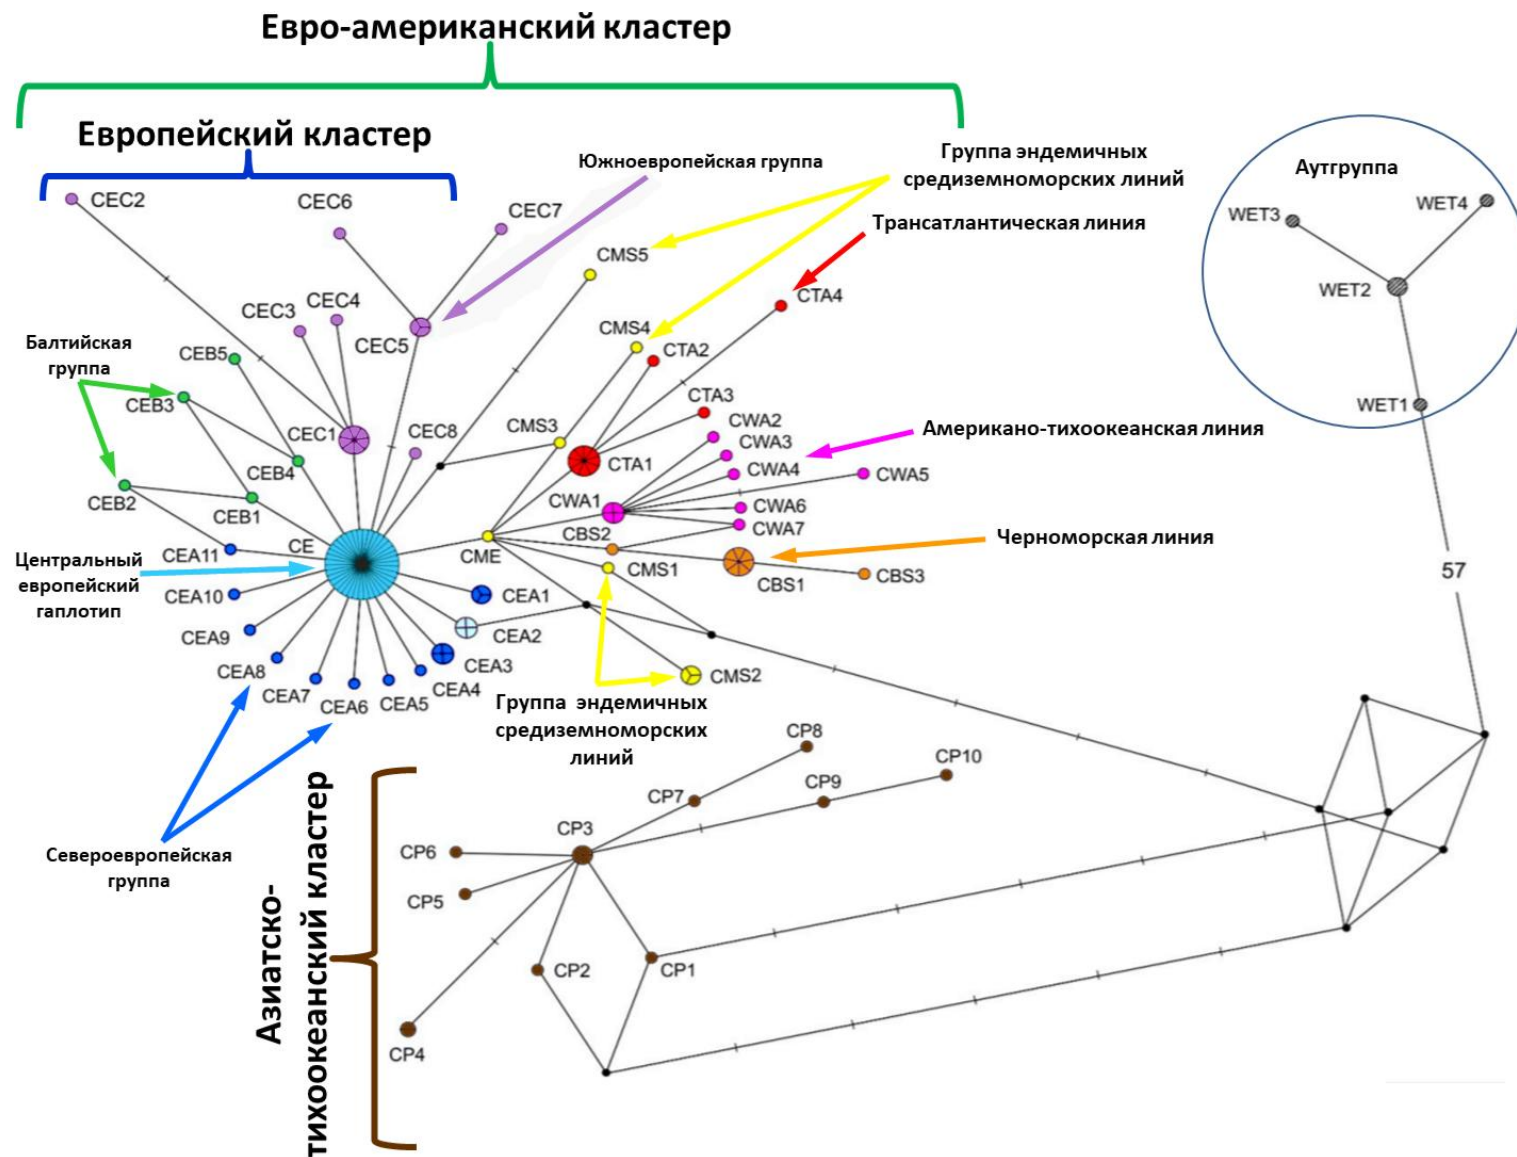 Евро-американский кластер
Европейский кластер
Южноевропейская группа
Группа эндемичных
средиземноморских линий
Аутгруппа
Трансатлантическая линия
CEC2
CEC6
CEC7
WET3
WET4
WET2
WET1
CMS5
CTA4
CEC3
CEC4
CEC5
CMS4
CTA2
Балтийская
группа
CEB5
CEB3
CEC1
CEC8
CMS3
CTA3
CWA2
CWA3
CWA4
CWA5
Американо-тихоокеанская линия
CEB4
CTA1
CEB2
CEB1
CWA1
CWA6
CWA7
CEA11
CE
CME
CBS2
Черноморская линия
Центральный
европейский
гаплотип
CMS1
CBS1
CBS3
57
CEA10
CEA1
CEA9
CEA2
CEA8
CEA3
CEA7
CEA6
CEA5
CEA4
CMS2
Группа эндемичных
средиземноморских
линий
Североевропейская
группа
Азиатско-
тихоокеанский кластер
CP8
CP10
CP7
CP9
CP3
CP6
CP5
CP2
CP1
CP4